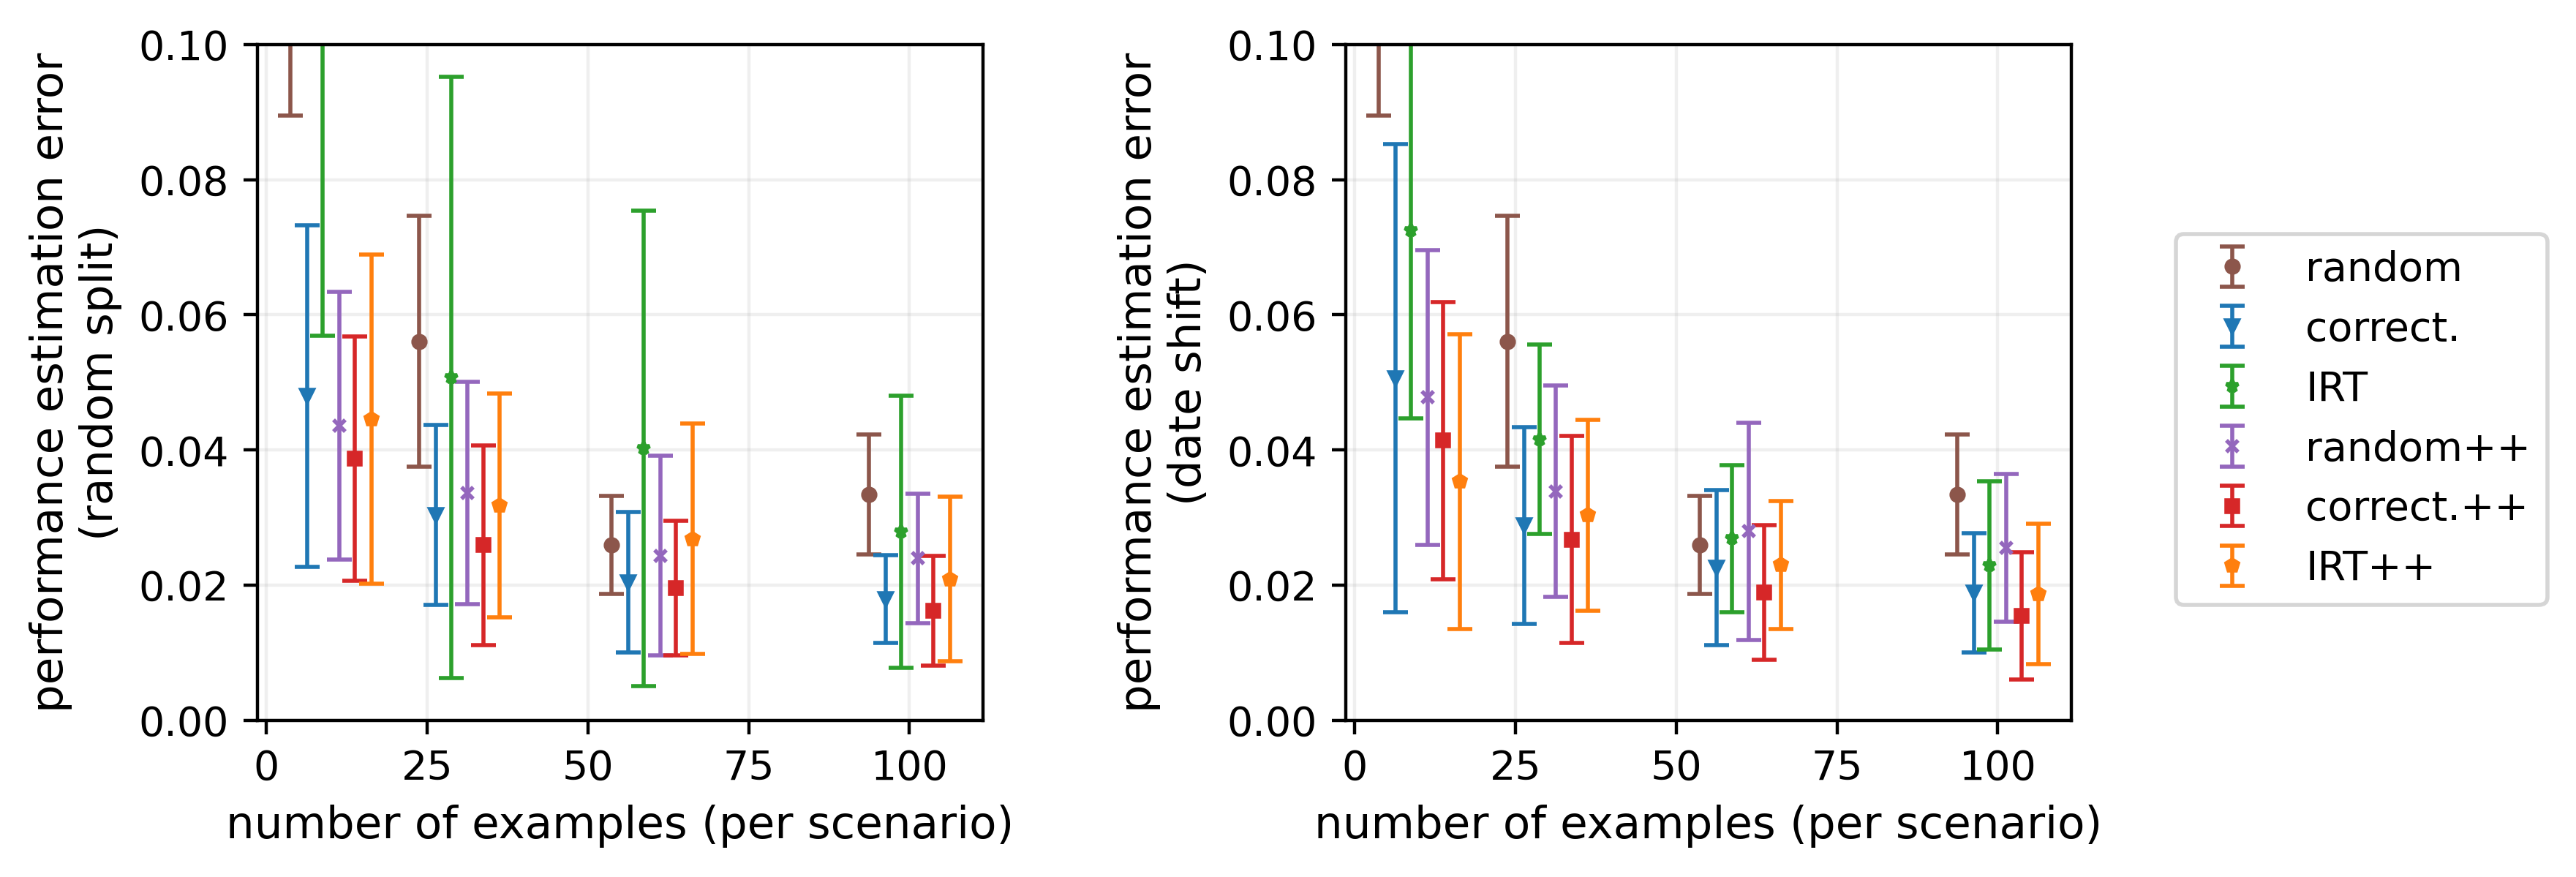 performance estimation error
(random split)
0.10
0.08
0.06
0.04
0.02
0.00
0
25
50
75
100
number of examples (per scenario)
performance estimation error
(date shift)
0.10
0.08
0.06
0.04
0.02
0.00
0
25
50
75
100
number of examples (per scenario)
random
correct.
IRT
random++
correct.++
IRT++